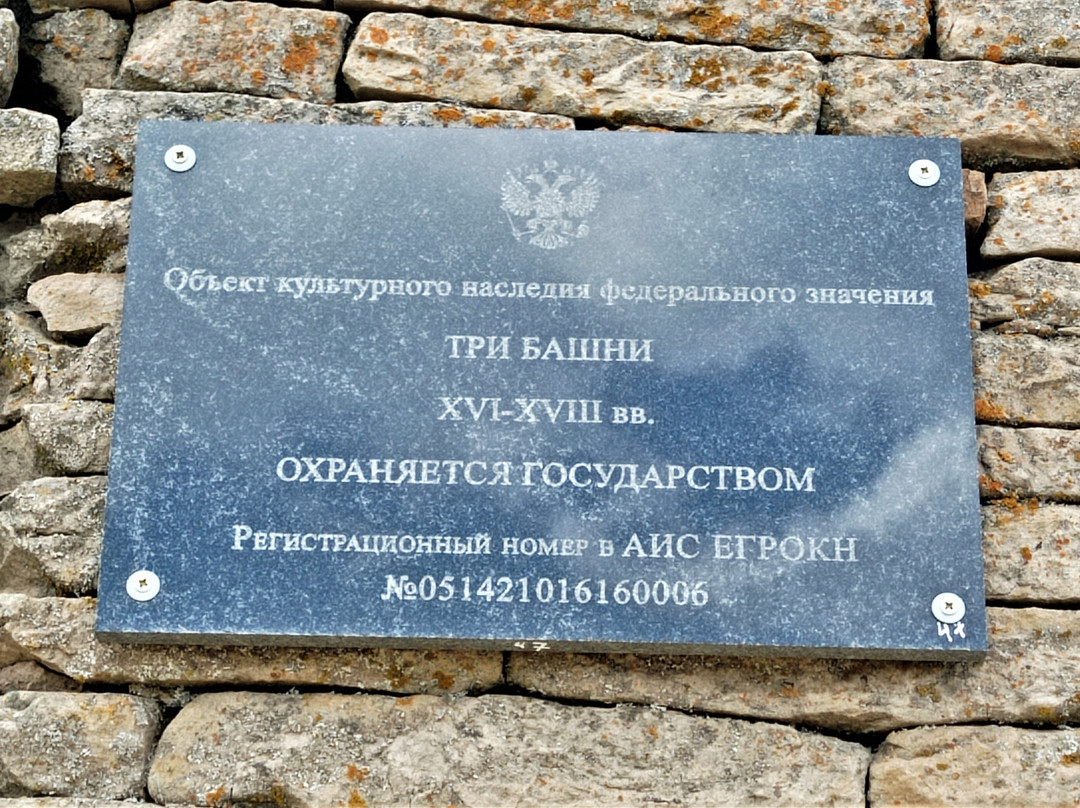 Объект культурного наследия федерального значения
ТРИ БАШНИ
XVI-XVIII вв.
ОХРАНЯЕТСЯ ГОСУДАРСТВОМ
Регистрационный номер в АИС ЕГРОКН
№051421016160006